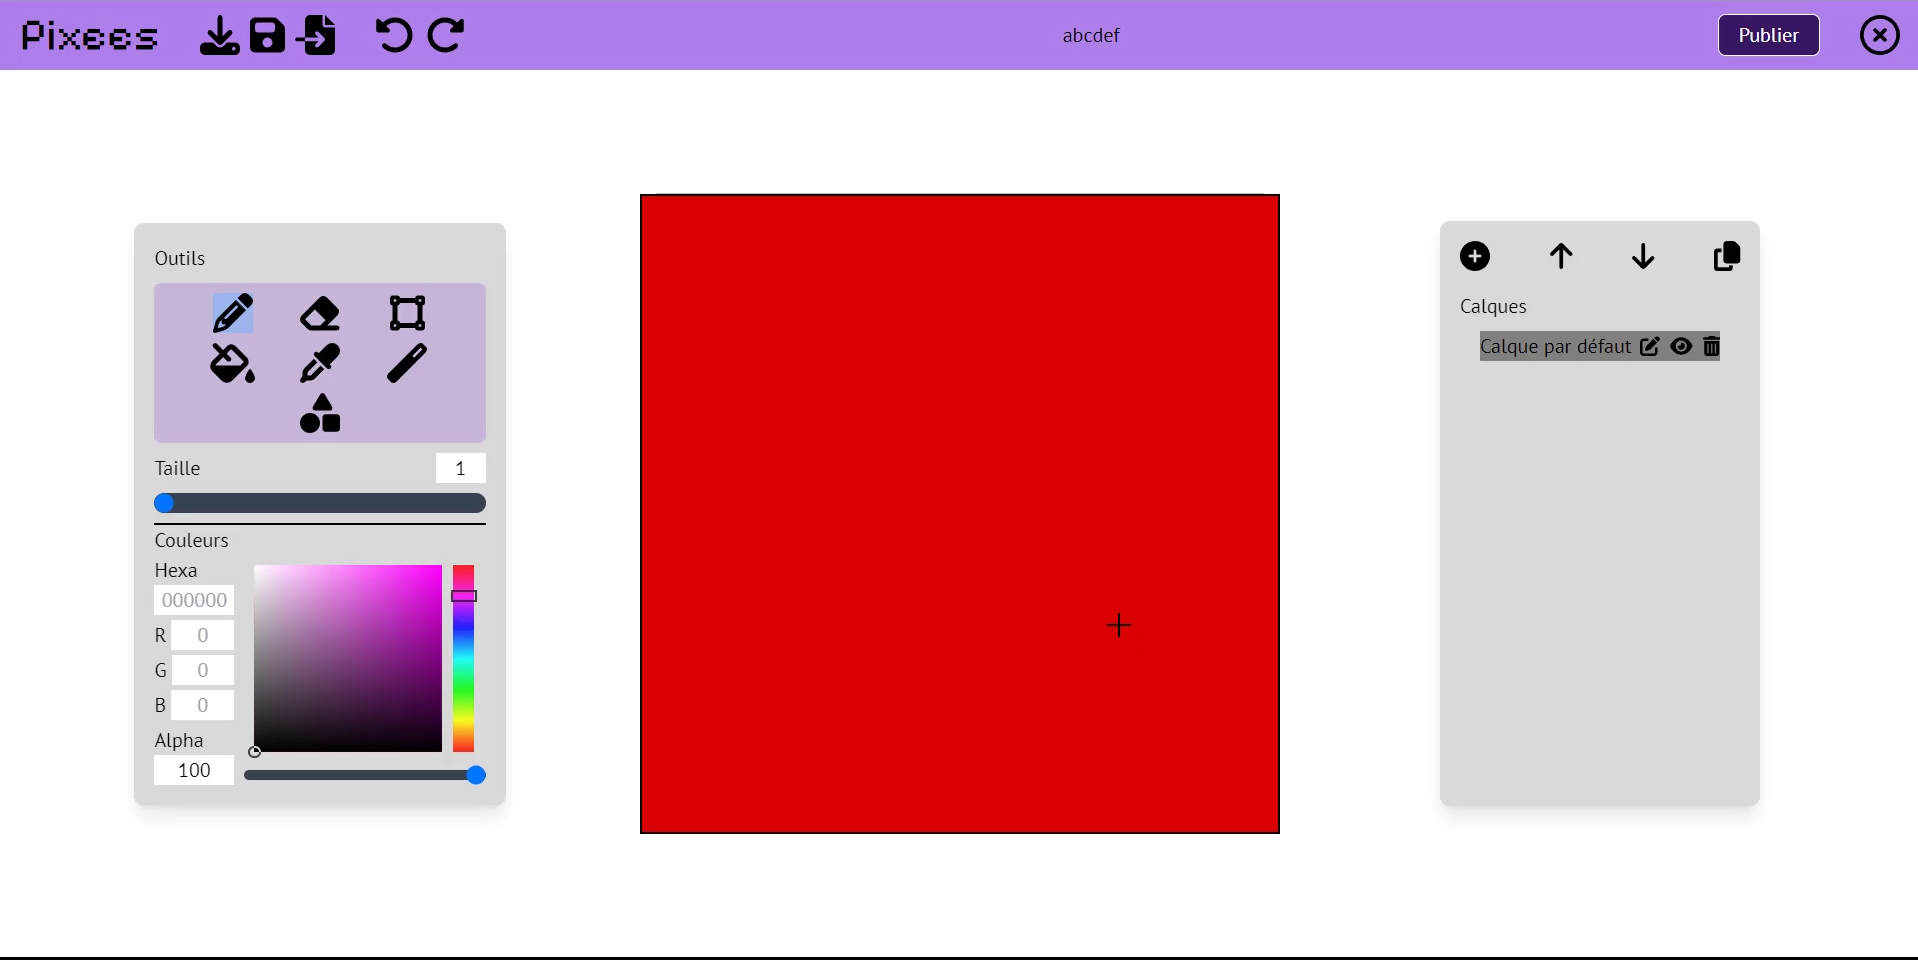 Pixees
abcdef
Publier
Outils
Taille
1
Couleurs
Hexa
000000
R 0
G 0
B 0
Alpha
100
Calques
Calque par défaut